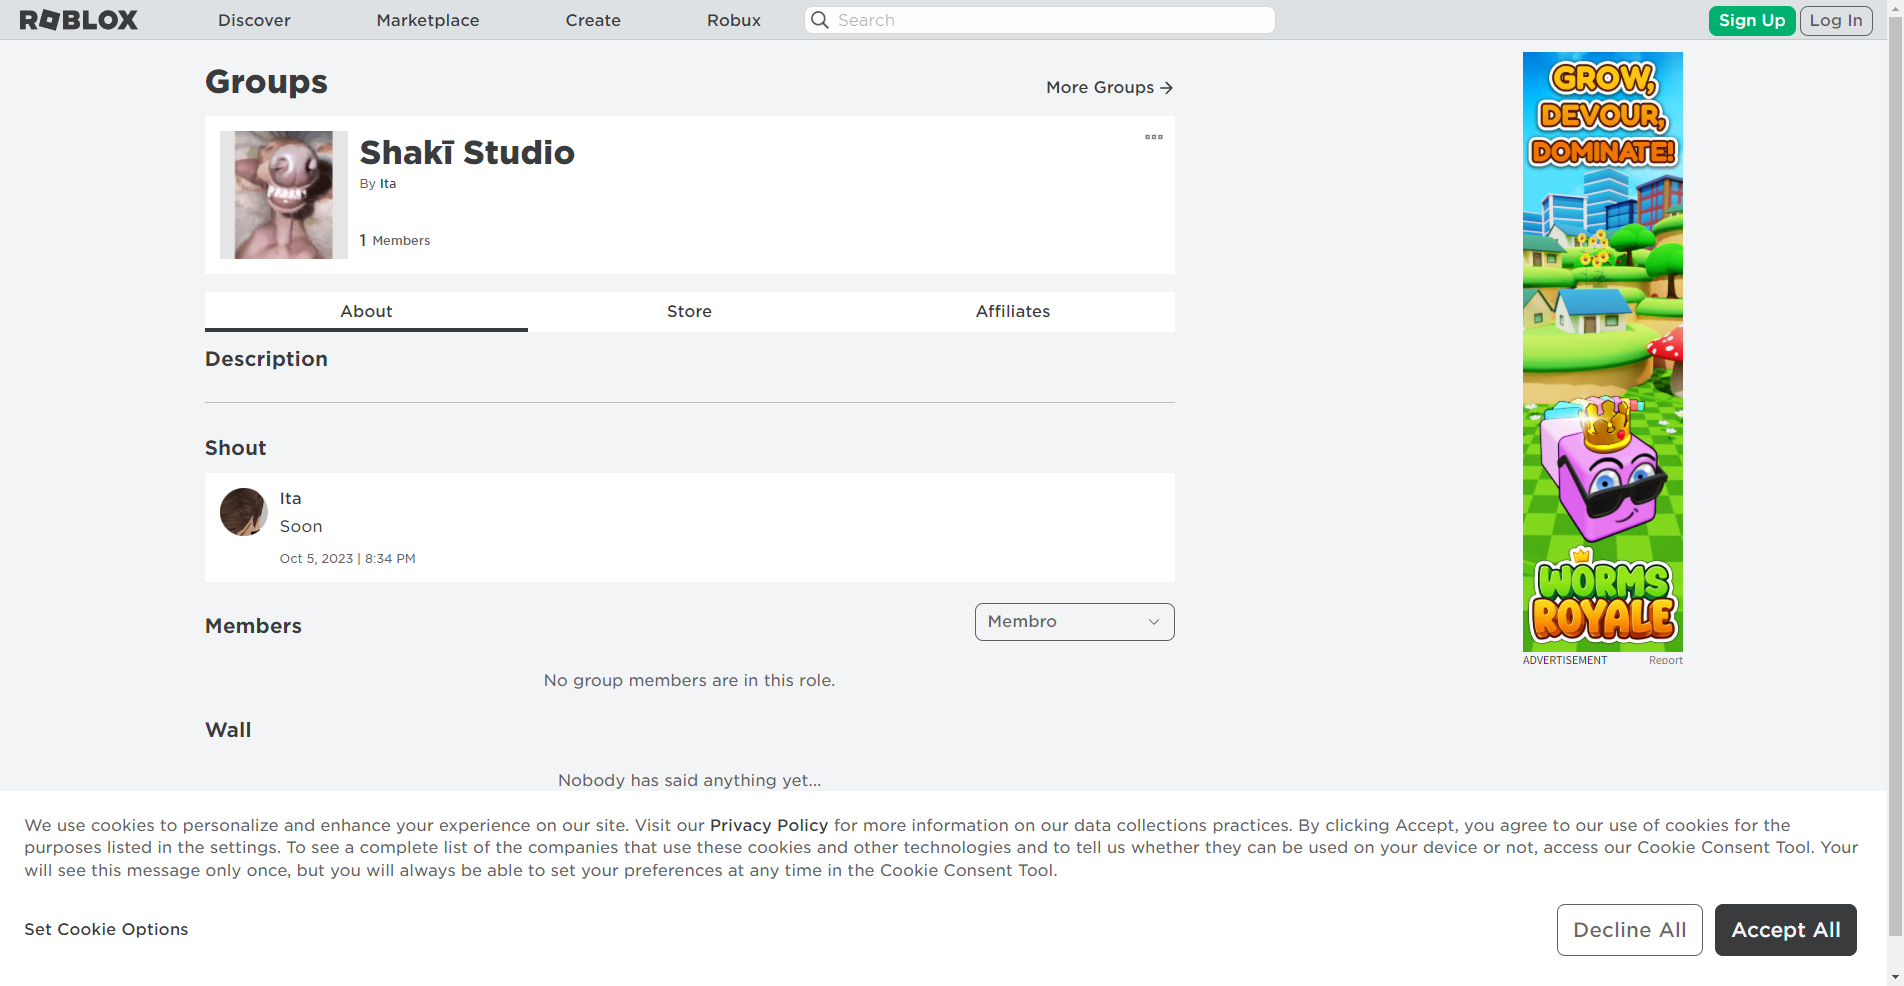 ROBLOX
Discover
Marketplace
Create
Robux
Search
Sign Up
Log In
Groups
More Groups
Shakī Studio
By Ita
1 Members
About
Store
Affiliates
Description
Shout
Ita
Soon
Oct 5, 2023 | 8:34 PM
Members
Membro
No group members are in this role.
Wall
Nobody has said anything yet...
GROW,
DEVOUR,
DOMINATE!
WORMS
ROYALE
ADVERTISEMENT
Report
We use cookies to personalize and enhance your experience on our site. Visit our Privacy Policy for more information on our data collections practices. By clicking Accept, you agree to our use of cookies for the
purposes listed in the settings. To see a complete list of the companies that use these cookies and other technologies and to tell us whether they can be used on your device or not, access our Cookie Consent Tool. Your
will see this message only once, but you will always be able to set your preferences at any time in the Cookie Consent Tool.
Set Cookie Options
Decline All
Accept All